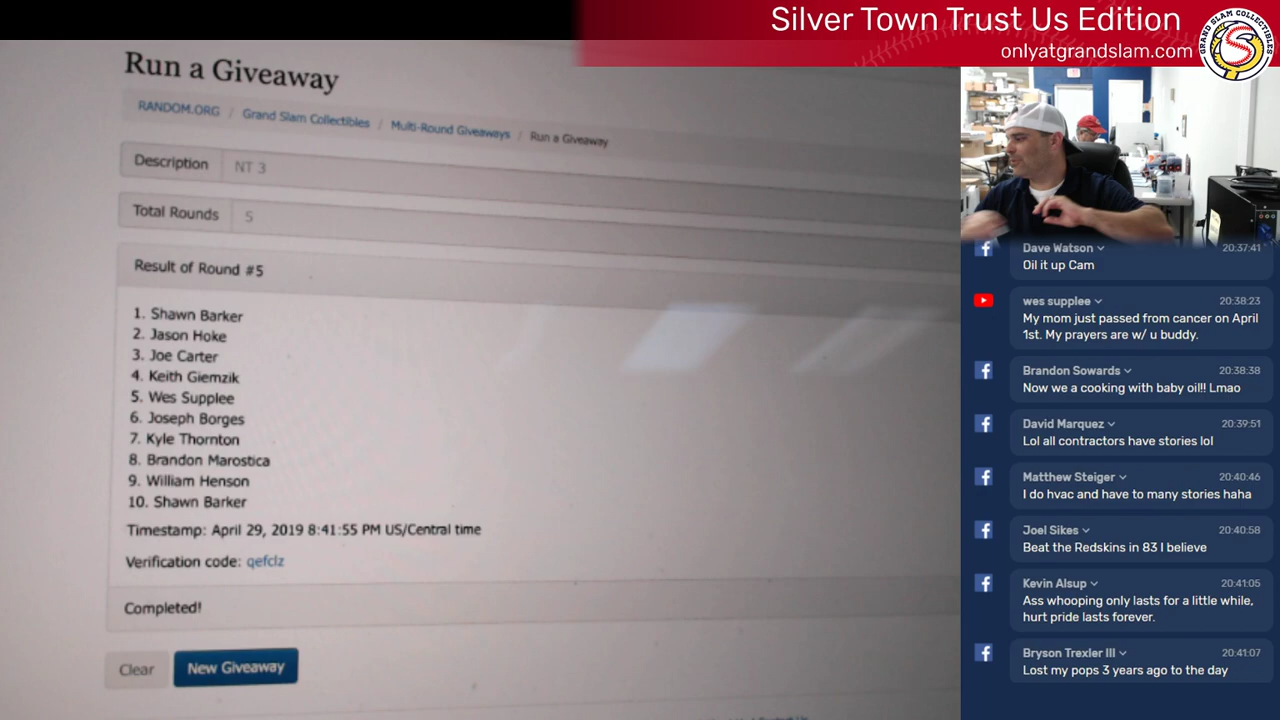 Silver Town Trust Us Edition
onlyatgrandslam.com
GRAND SLAM COLLECTIBLES
Run a Giveaway
RANDOM.ORG / Grand Slam Collectibles / Multi-Round Giveaways / Run a Giveaway
Description NT 3
Total Rounds 5
Result of Round #5
1. Shawn Barker
2. Jason Hoke
3. Joe Carter
4. Keith Giemzik
5. Wes Supplee
6. Joseph Borges
7. Kyle Thornton
8. Brandon Marostica
9. William Henson
10. Shawn Barker
Timestamp: April 29, 2019 8:41:55 PM US/Central time
Verification code: qefclz
Completed!
Clear New Giveaway
Dave Watson 20:37:41
Oil it up Cam
wes supplee 20:38:23
My mom just passed from cancer on April
1st. My prayers are w/ u buddy.
Brandon Sowards 20:38:38
Now we a cooking with baby oil!! Lmao
David Marquez 20:39:51
Lol all contractors have stories lol
Matthew Steiger 20:40:46
I do hvac and have to many stories haha
Joel Sikes 20:40:58
Beat the Redskins in 83 I believe
Kevin Alsup 20:41:05
Ass whooping only lasts for a little while,
hurt pride lasts forever.
Bryson Trexler III 20:41:07
Lost my pops 3 years ago to the day